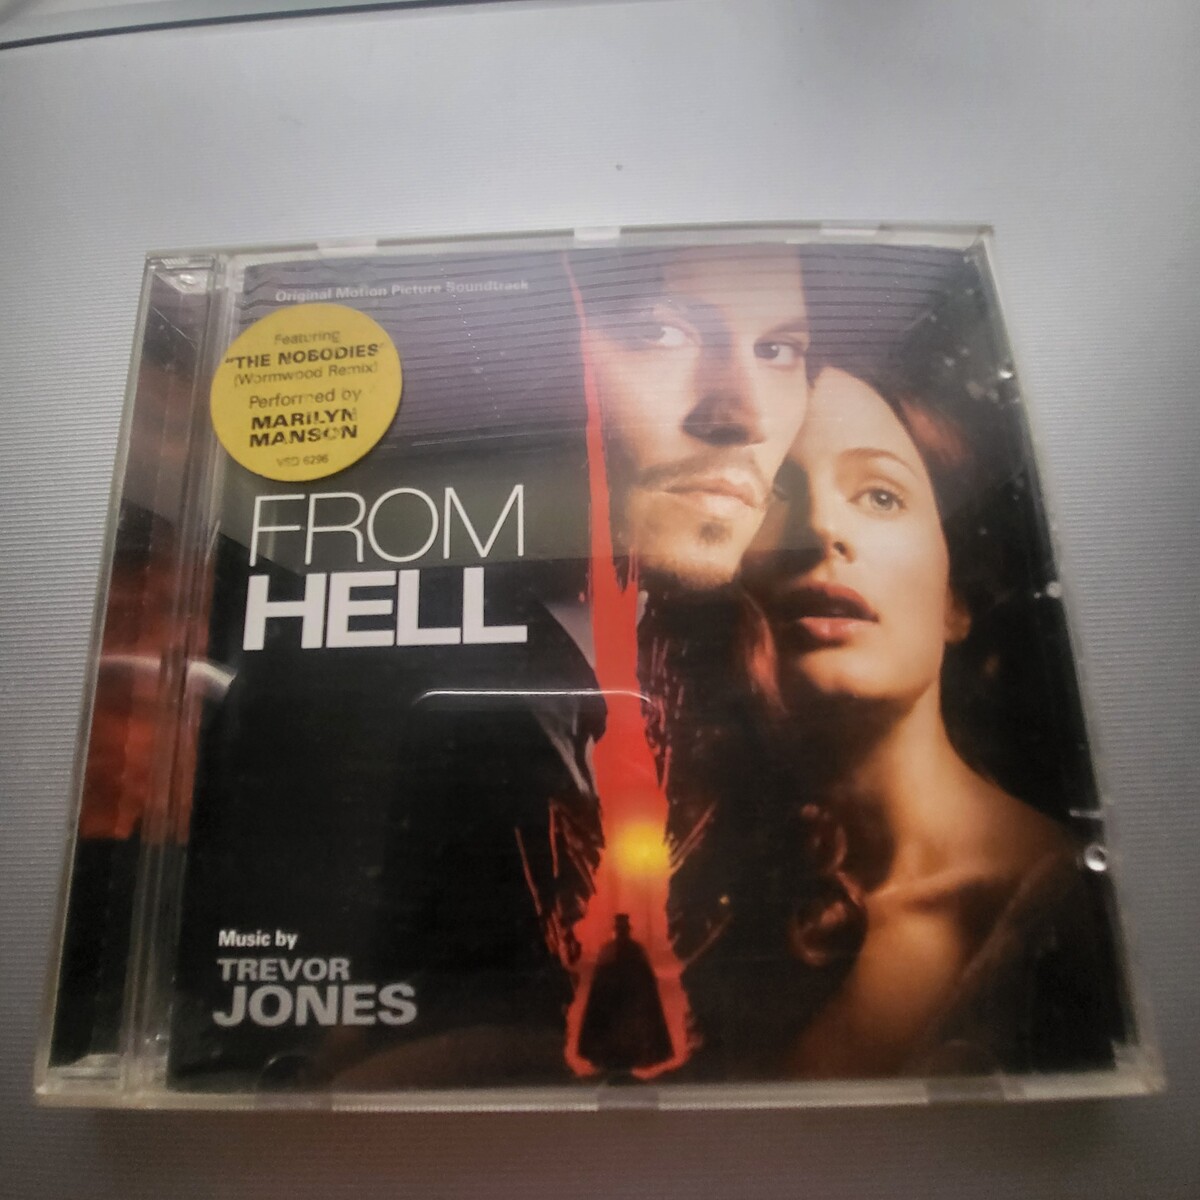 Original Motion Picture Soundtrack
Featuring
"THE NOBODIES"
(Wormwood Remix)
Performed by
MARILYN
MANSON
VSD 6296
FROM
HELL
Music by
TREVOR
JONES